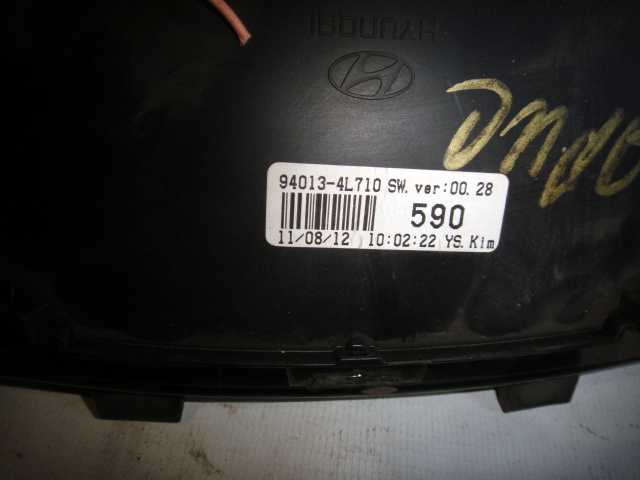 HYUNDAI
94013-4L710 SW. ver:00. 28
590
11/08/12 10:02:22 YS. Kim